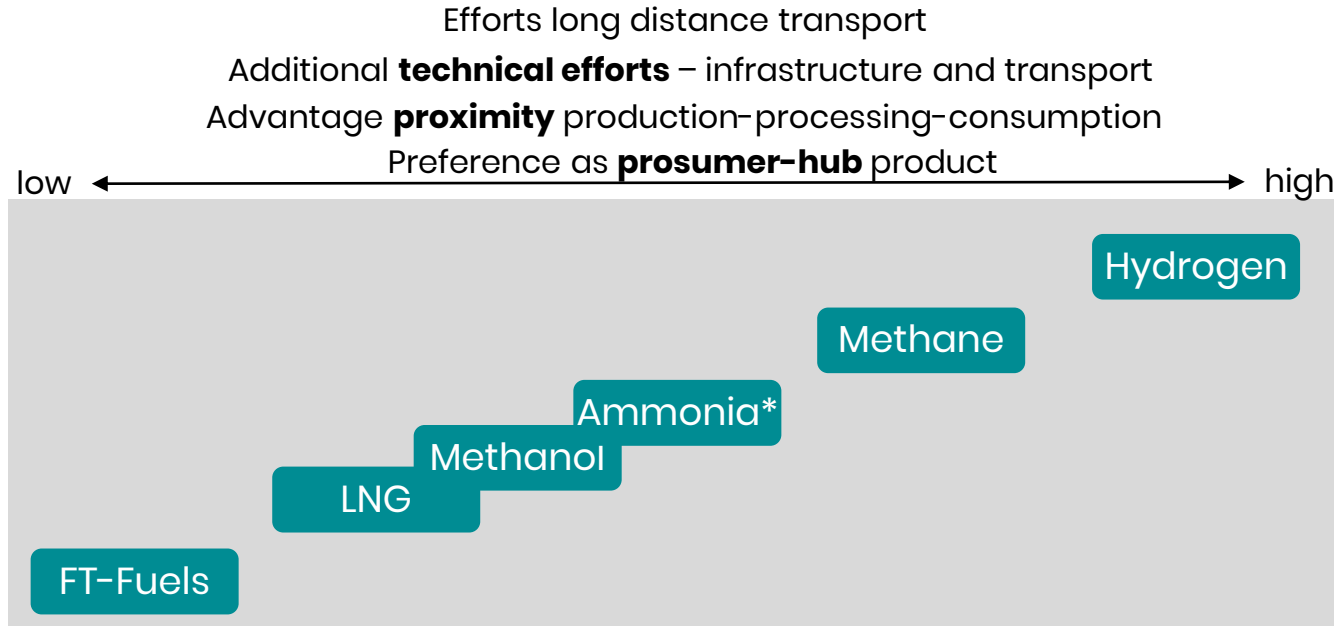 Efforts long distance transport
Additional technical efforts – infrastructure and transport
Advantage proximity production-processing-consumption
Preference as prosumer-hub product
low
high
Hydrogen
Methane
Ammonia*
Methanol
LNG
FT-Fuels